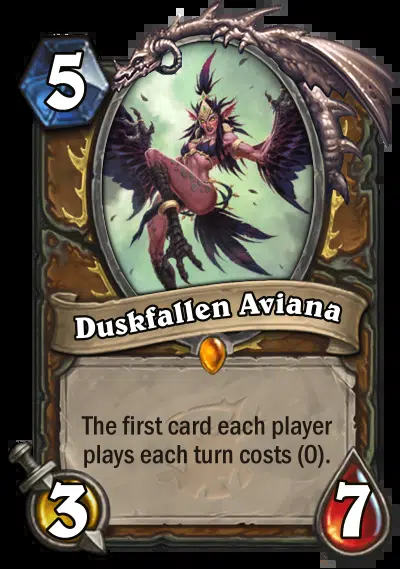 5
Duskfallen Aviana
The first card each player
plays each turn costs (0).
3
7